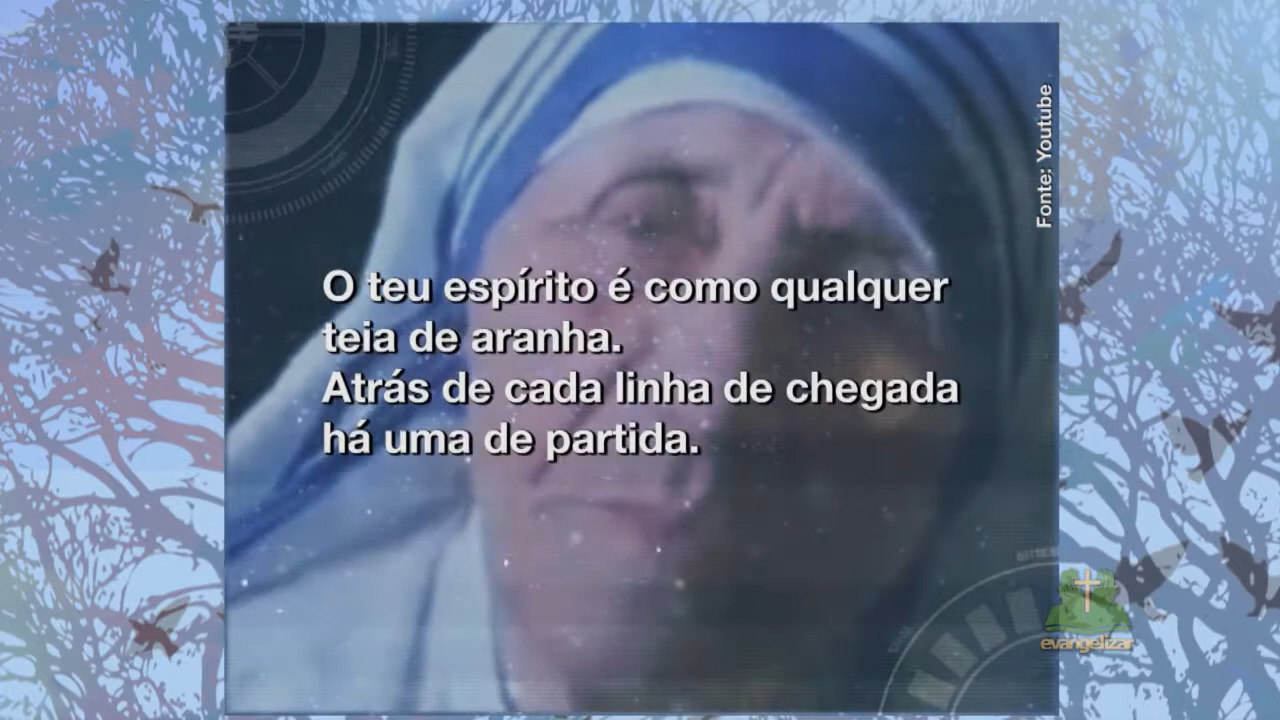 Fonte: Youtube
O teu espírito é como qualquer
teia de aranha.
Atrás de cada linha de chegada
há uma de partida.
evangelizar